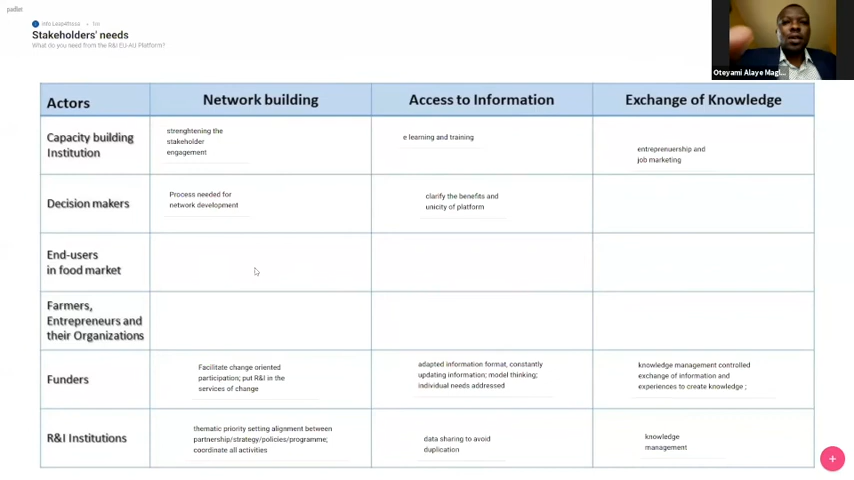 padlet
Info Leap4fnssa
Stakeholders' needs
What do you need from the R&I EU-AU Platform?
Oteyami Alaye Magl...
Actors
Network building
Access to Information
Exchange of Knowledge
Capacity building
Institution
strenghtening the
stakeholder
engagement
e learning and training
entreprenuership and
job marketing
Decision makers
Process needed for
network development
clarify the benefits and
unicity of platform
End-users
in food market
Farmers,
Entrepreneurs and
their Organizations
Funders
Facilitate change oriented
participation; put R&I in the
services of change
adapted information format, constantly
updating information; model thinking;
individual needs addressed
knowledge management controlled
exchange of information and
experiences to create knowledge ;
R&I Institutions
thematic priority setting alignment between
partnership/strategy/policies/programme;
coordinate all activities
data sharing to avoid
duplication
knowledge
management